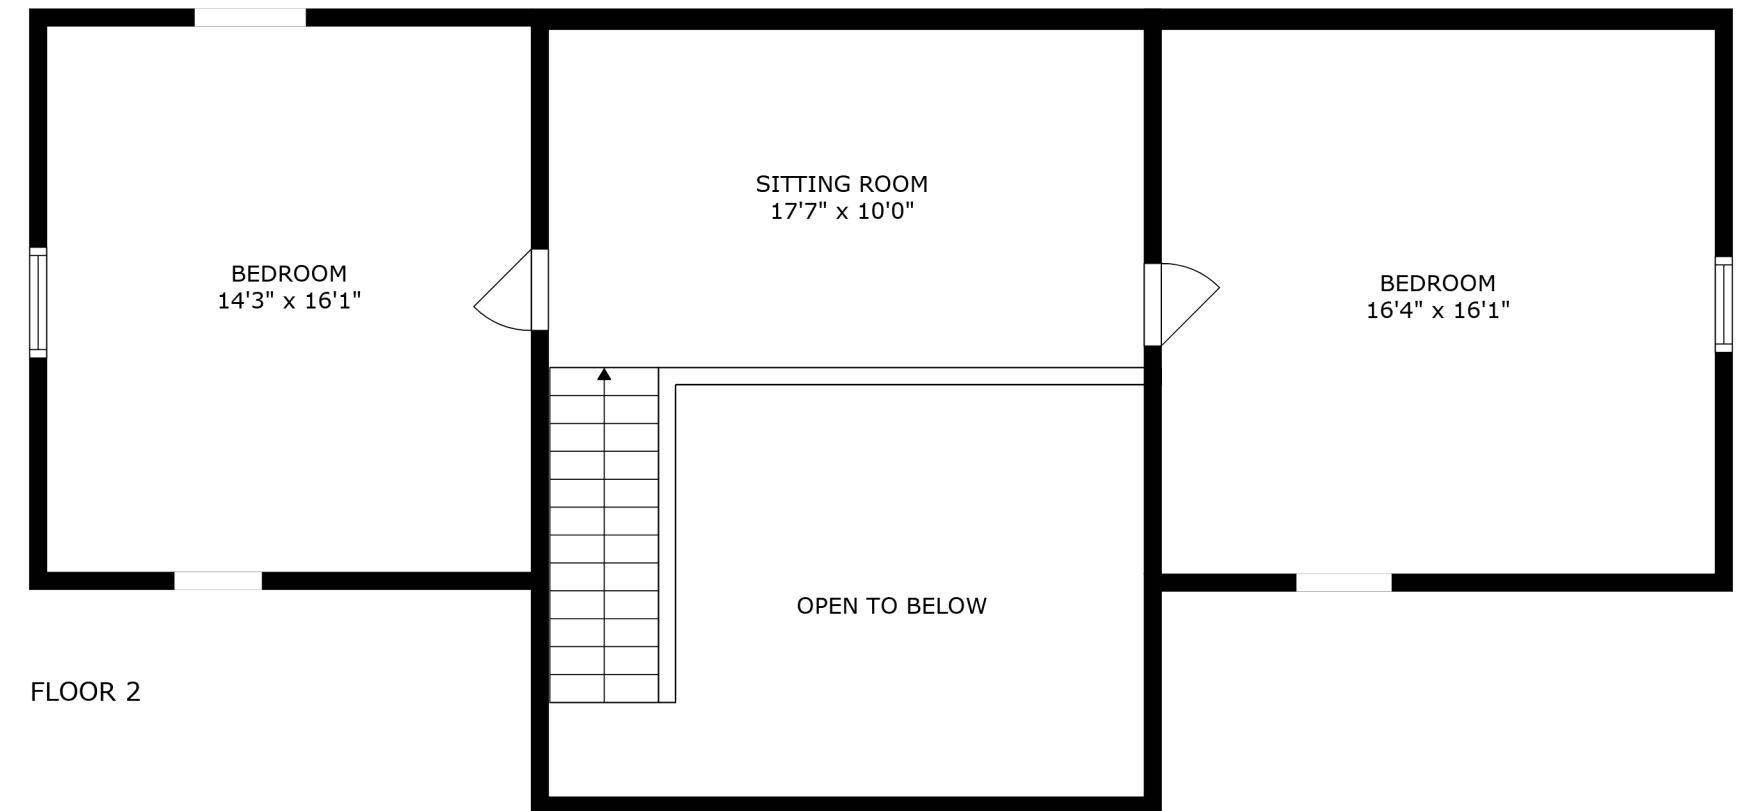 SITTING ROOM
17'7" x 10'0"
BEDROOM
14'3" x 16'1"
BEDROOM
16'4" x 16'1"
OPEN TO BELOW
FLOOR 2